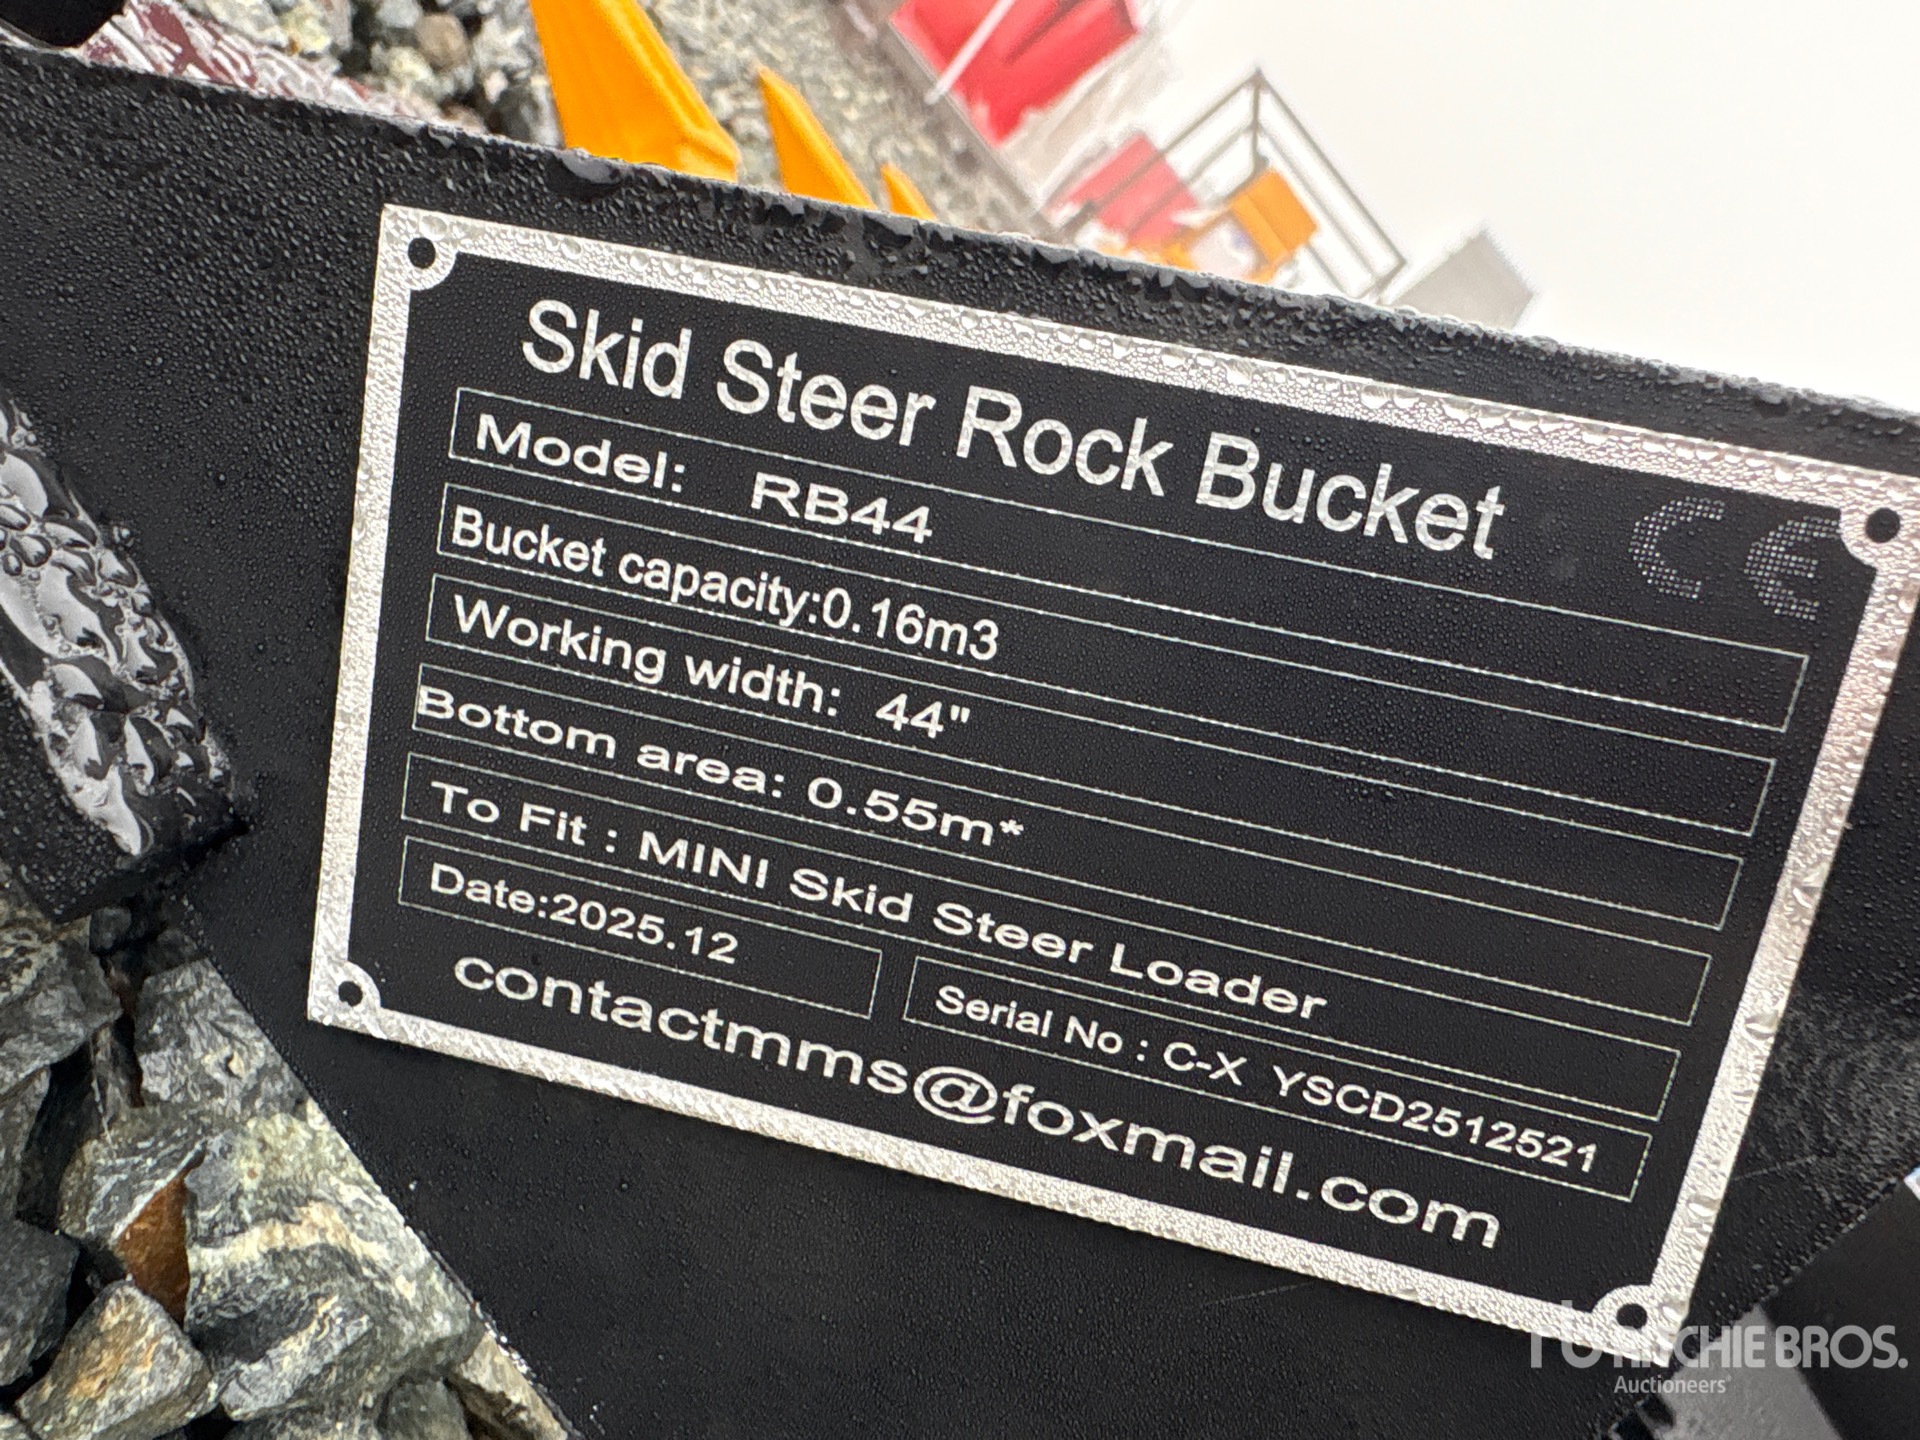 Skid Steer Rock Bucket
CE
Model: RB44
Bucket capacity:0.16m3
Working width: 44"
Bottom area: 0.55m*
To Fit : MINI Skid Steer Loader
Date:2025.12
Serial No : C-X YSCD2512521
contactmms@foxmail.com
RITCHIE BROS.
Auctioneers